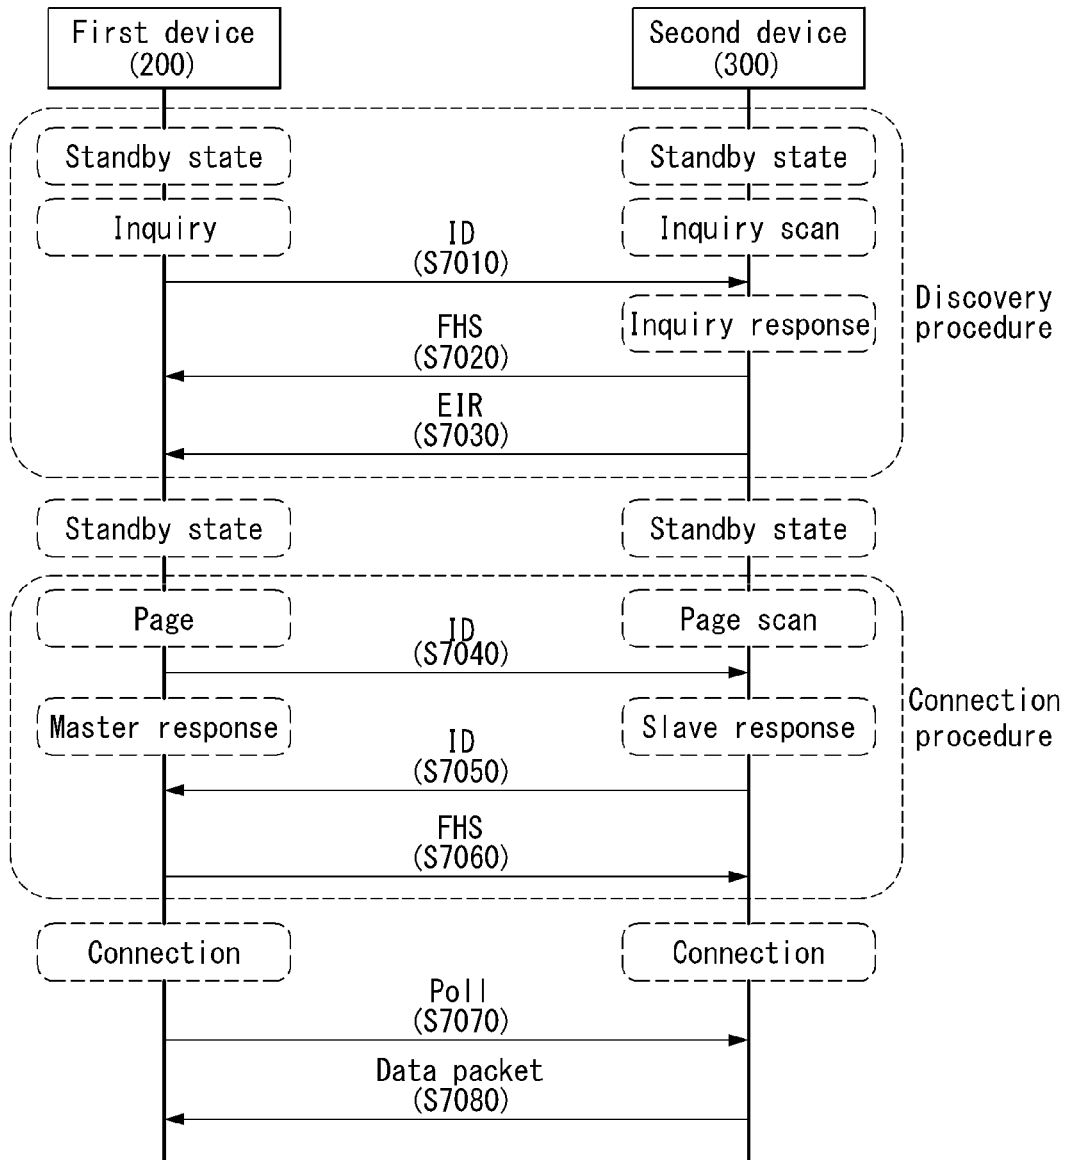 First device
(200)
Second device
(300)
Standby state
Standby state
Inquiry
Inquiry scan
ID
(S7010)
Inquiry response
FHS
(S7020)
EIR
(S7030)
Discovery
procedure
Standby state
Standby state
Page
Page scan
ID
(S7040)
Master response
Slave response
ID
(S7050)
FHS
(S7060)
Connection
procedure
Connection
Connection
Poll
(S7070)
Data packet
(S7080)